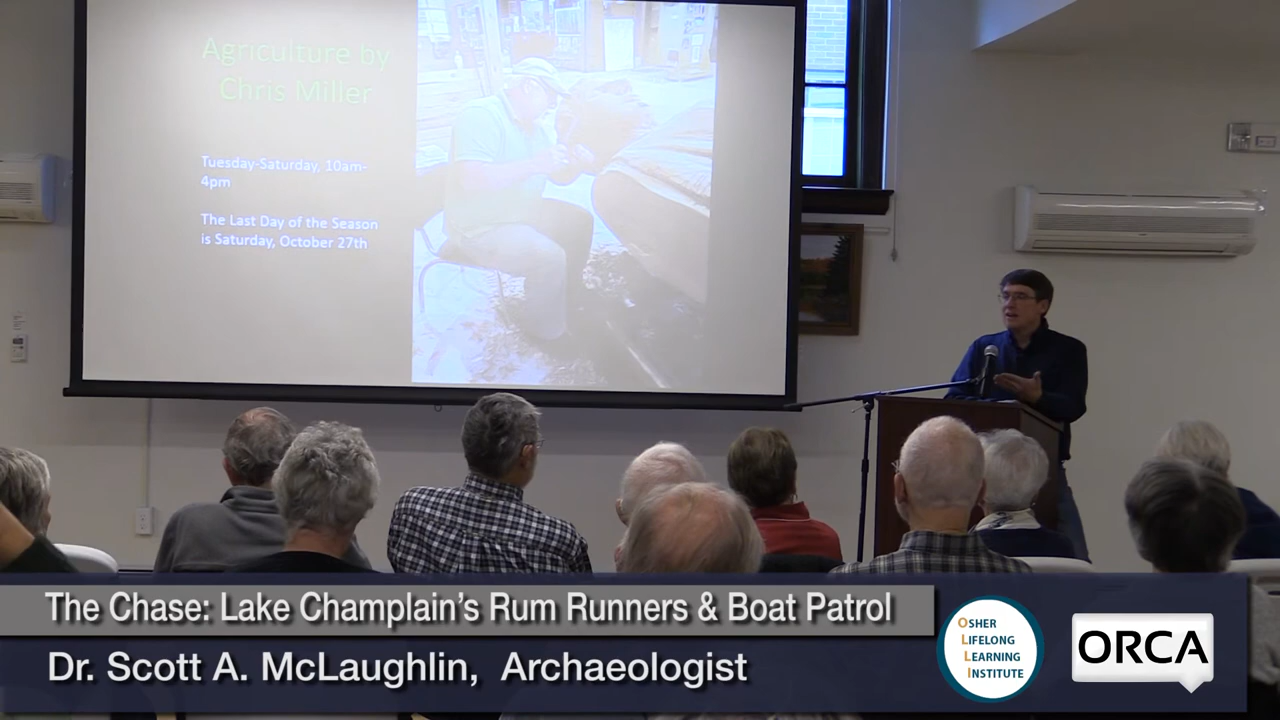 Agriculture by
Chris Miller
Tuesday-Saturday, 10am-
4pm
The Last Day of the Season
is Saturday, October 27th
The Chase: Lake Champlain's Rum Runners & Boat Patrol
Dr. Scott A. McLaughlin, Archaeologist
OSHER
LIFELONG
LEARNING
INSTITUTE
ORCA